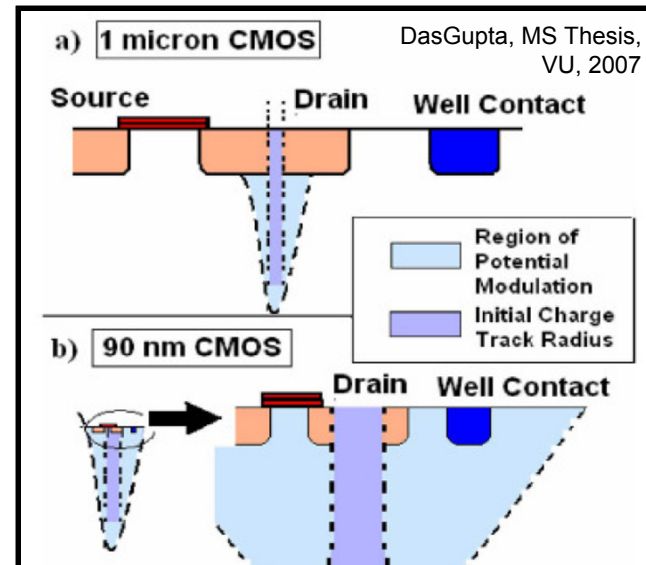 a) 1 micron CMOS
DasGupta, MS Thesis,
VU, 2007
Source
Drain
Well Contact
Region of
Potential
Modulation
Initial Charge
Track Radius
b) 90 nm CMOS
Drain
Well Contact